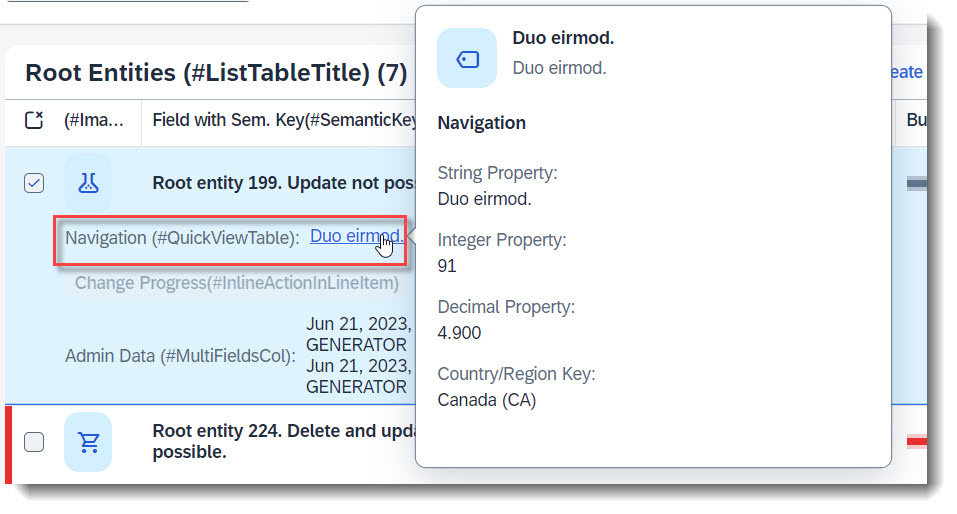 Root Entities (#ListTableTitle) (7)
eate
(#Ima...
Field with Sem. Key(#SemanticKey
Bu
Root entity 199. Update not pos
Navigation (#QuickViewTable):
Duo eirmod.
Change Progress(#InlineActionInLineItem)
Admin Data (#MultiFieldsCol):
Jun 21, 2023,
GENERATOR
Jun 21, 2023,
GENERATOR
Root entity 224. Delete and upda
possible.
Duo eirmod.
Duo eirmod.
Navigation
String Property:
Duo eirmod.
Integer Property:
91
Decimal Property:
4.900
Country/Region Key:
Canada (CA)